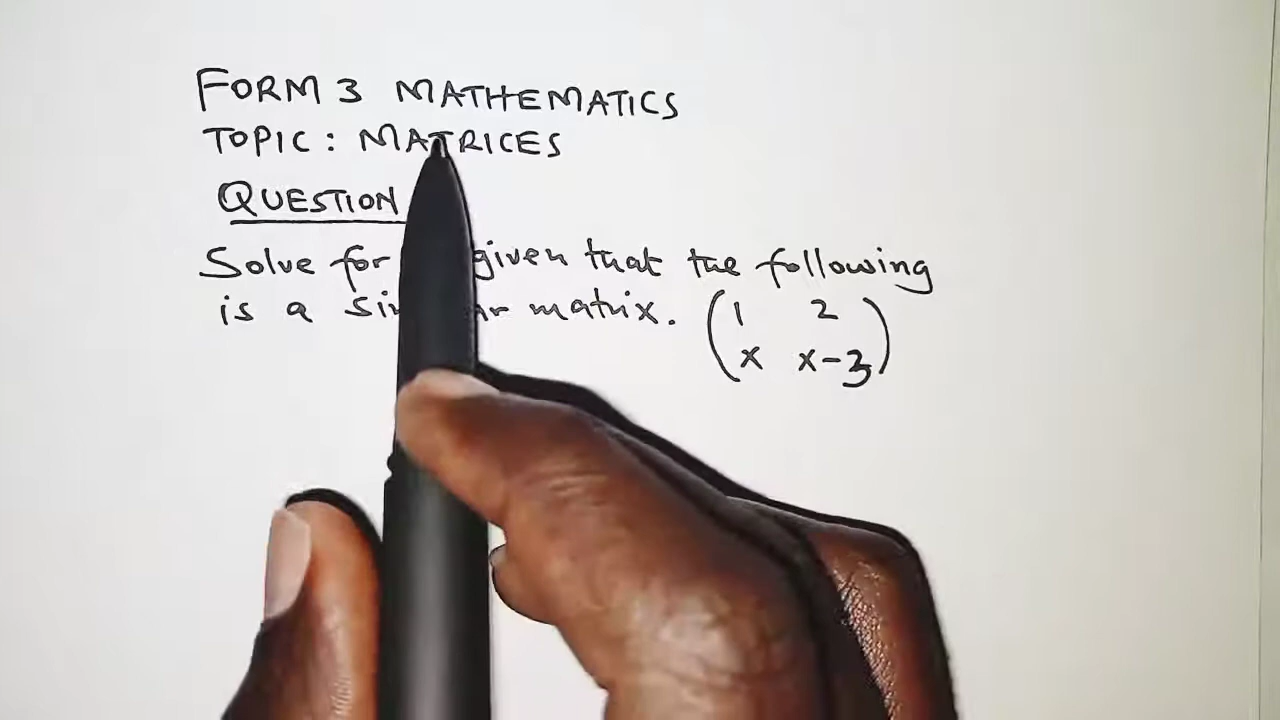 FORM 3 MATHEMATICS
TOPIC: MATRICES
QUESTION
Solve for given that the following
is a matrix. (1 2
x x-3)